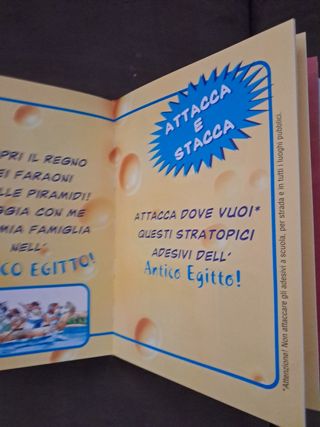 PRI IL REGNO
EI FARAONI
LLE PIRAMIDI!
GGIA CON ME
MIA FAMIGLIA
NELL'
CO EGITTO!
ATTACCA
E
STACCA
ATTACCA DOVE VUOI*
QUESTI STRATOPICI
ADESIVI DELL'
Antico Egitto!
*Attenzione! Non attaccare gli adesivi a scuola, per strada e in tutti i luoghi pubblici.